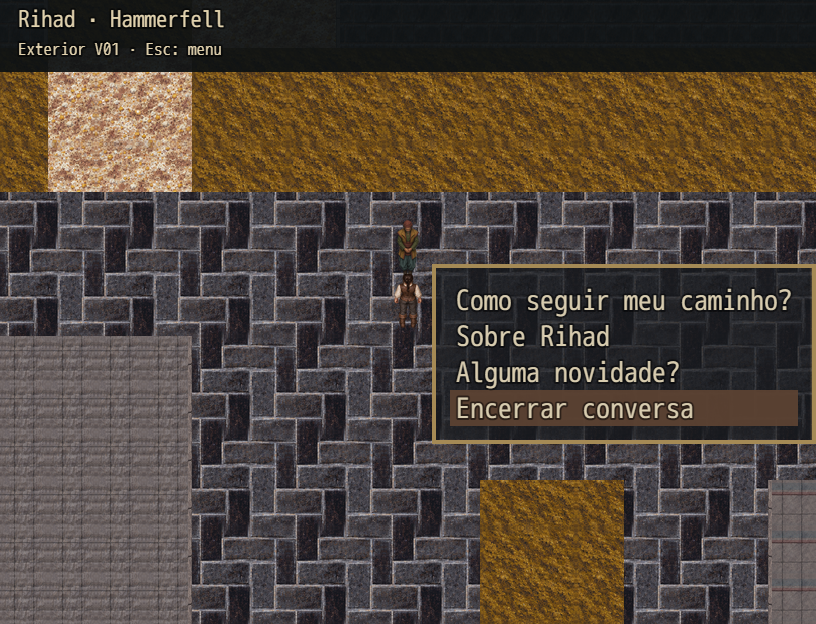 Rihad · Hammerfell
Exterior V01 · Esc: menu
Como seguir meu caminho?
Sobre Rihad
Alguma novidade?
Encerrar conversa